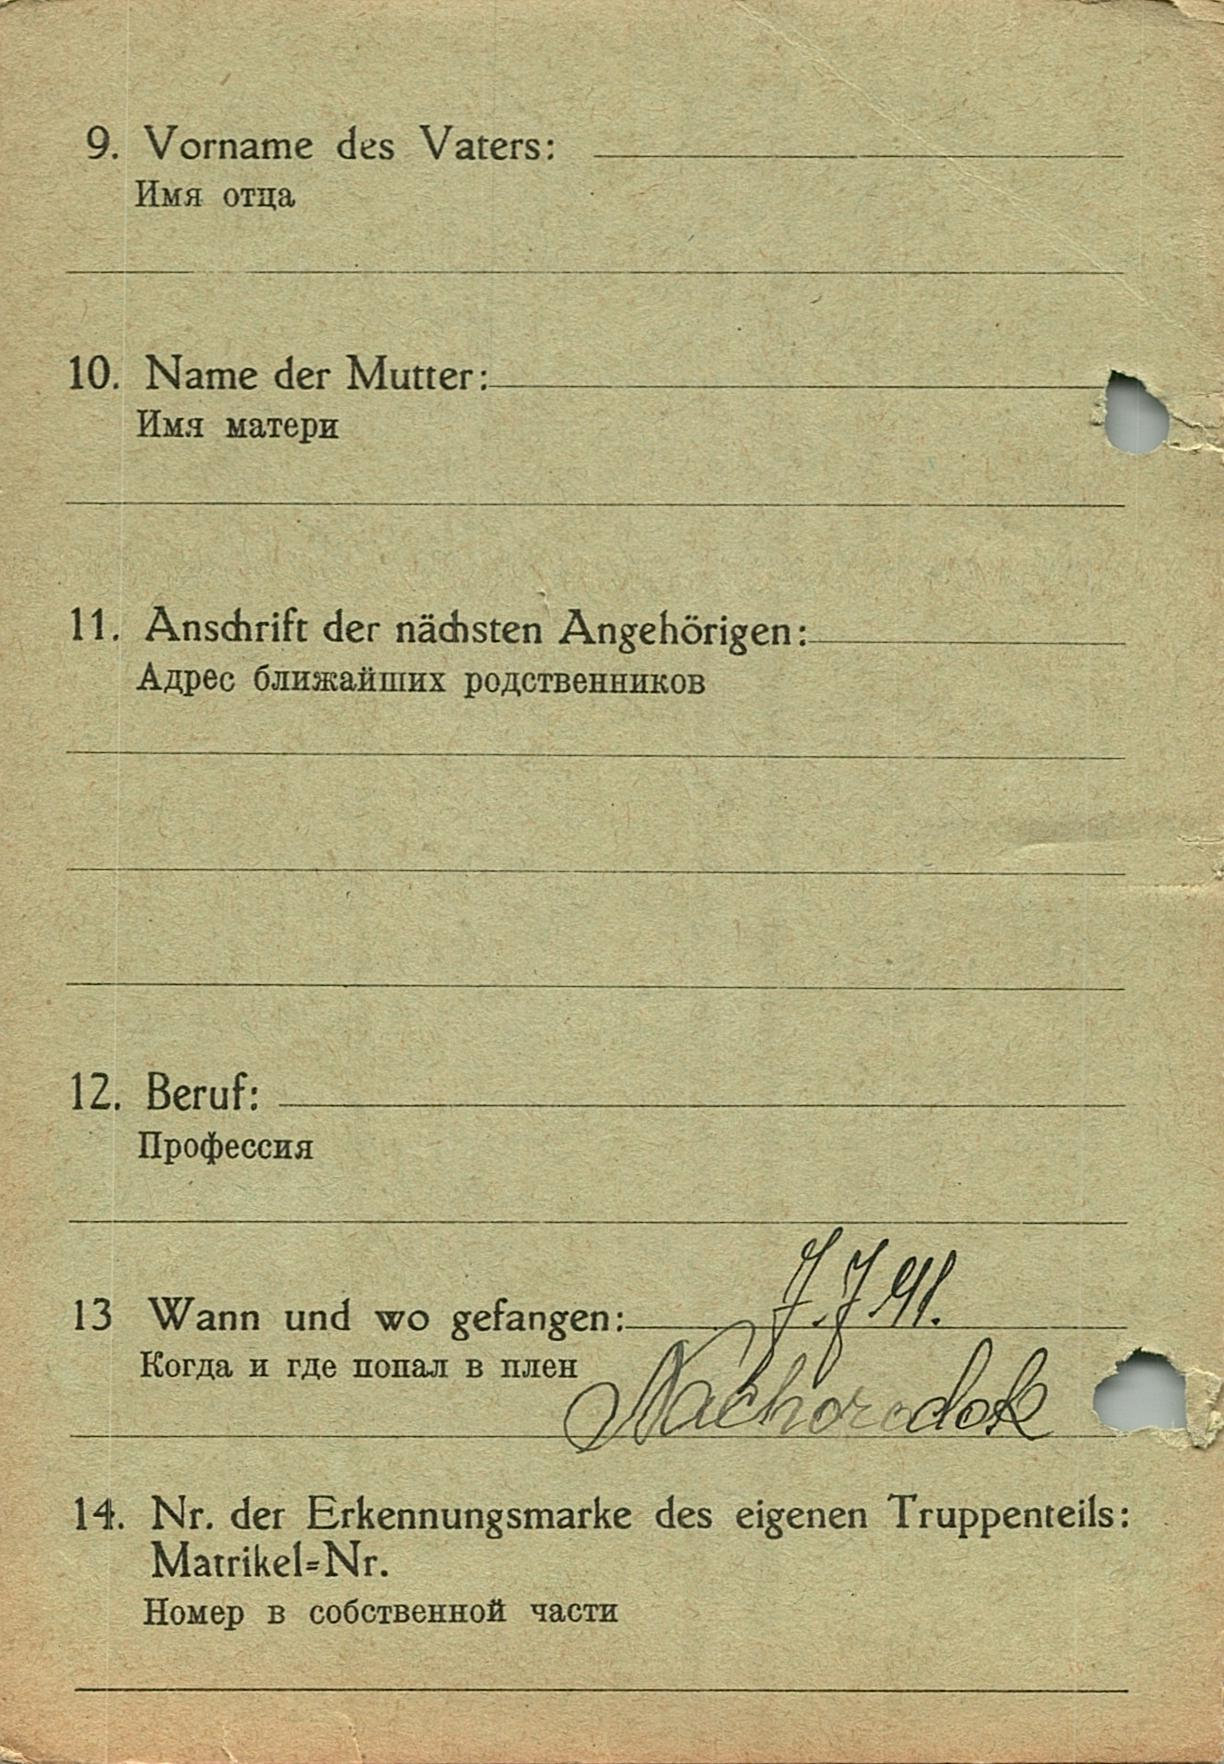 9. Vorname des Vaters:
Имя отца
10. Name der Mutter:
Имя матери
11. Anschrift der nächsten Angehörigen:
Адрес ближайших родственников
12. Beruf:
Профессия
7.7.41.
13 Wann und wo gefangen:
Когда и где попал в плен
Nachorodok
14. Nr. der Erkennungsmarke des eigenen Truppenteils:
Matrikel=Nr.
Номер в собственной части